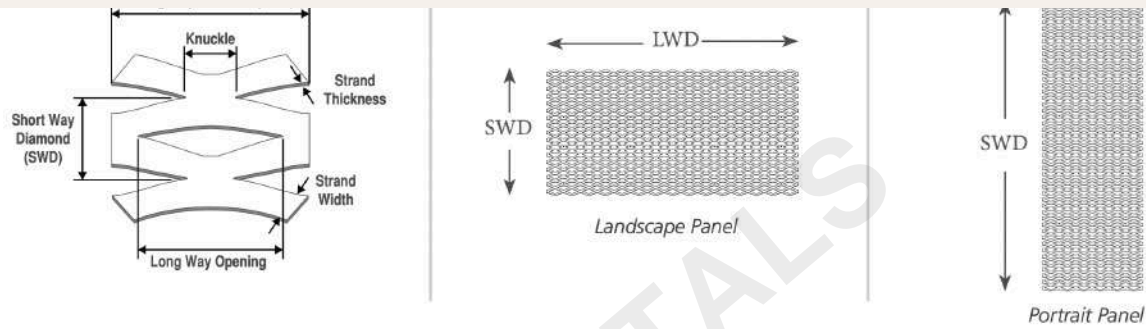 Knuckle
Strand
Thickness
Short Way
Diamond
(SWD)
Strand
Width
Long Way Opening
LWD
SWD
Landscape Panel
SWD
Portrait Panel
TALS